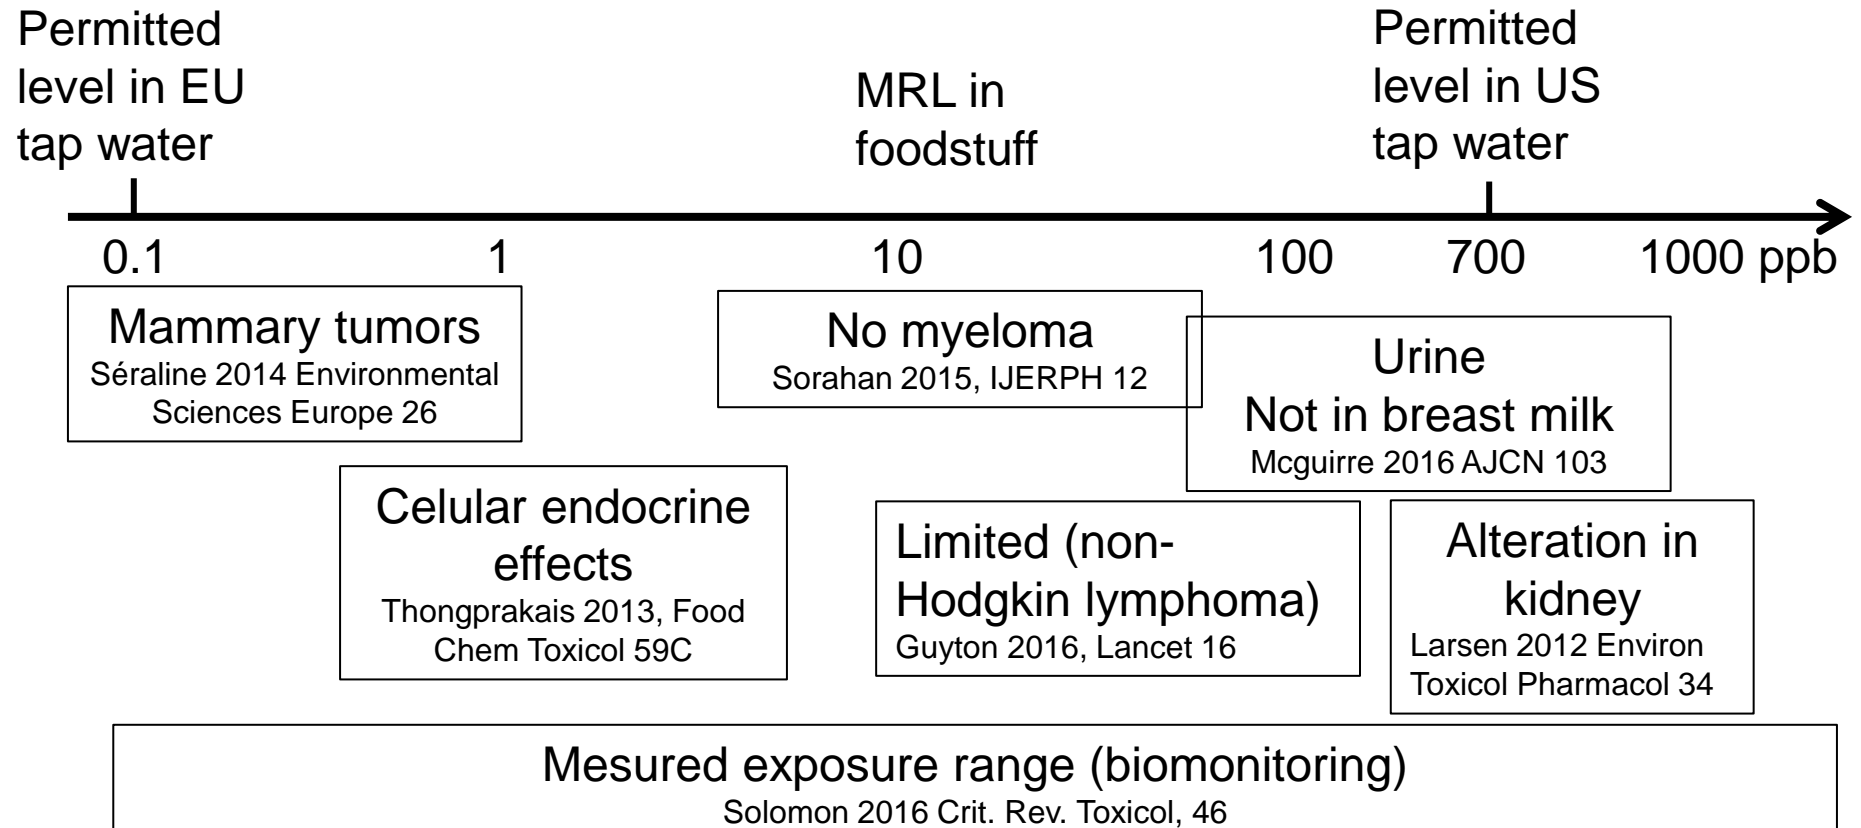 Permitted
level in EU
tap water
MRL in
foodstuff
Permitted
level in US
tap water
0.1 1 10 100 700 1000 ppb
Mammary tumors
Séraline 2014 Environmental
Sciences Europe 26
No myeloma
Sorahan 2015, IJERPH 12
Urine
Not in breast milk
Mcguirre 2016 AJCN 103
Celular endocrine
effects
Thongprakais 2013, Food
Chem Toxicol 59C
Limited (non-
Hodgkin lymphoma)
Guyton 2016, Lancet 16
Alteration in
kidney
Larsen 2012 Environ
Toxicol Pharmacol 34
Mesured exposure range (biomonitoring)
Solomon 2016 Crit. Rev. Toxicol, 46